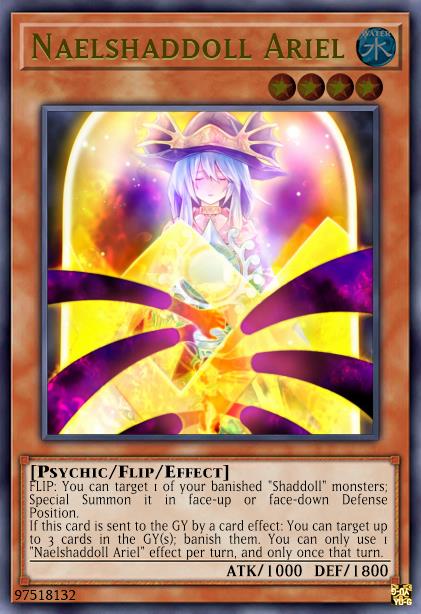 Naelshaddoll Ariel
WATER
水
[Psychic/Flip/Effect]
FLIP: You can target 1 of your banished "Shaddoll" monsters;
Special Summon it in face-up or face-down Defense
Position.
If this card is sent to the GY by a card effect: You can target up
to 3 cards in the GY(s); banish them. You can only use 1
"Naelshaddoll Ariel" effect per turn, and only once that turn.
ATK/1000 DEF/1800
97518132